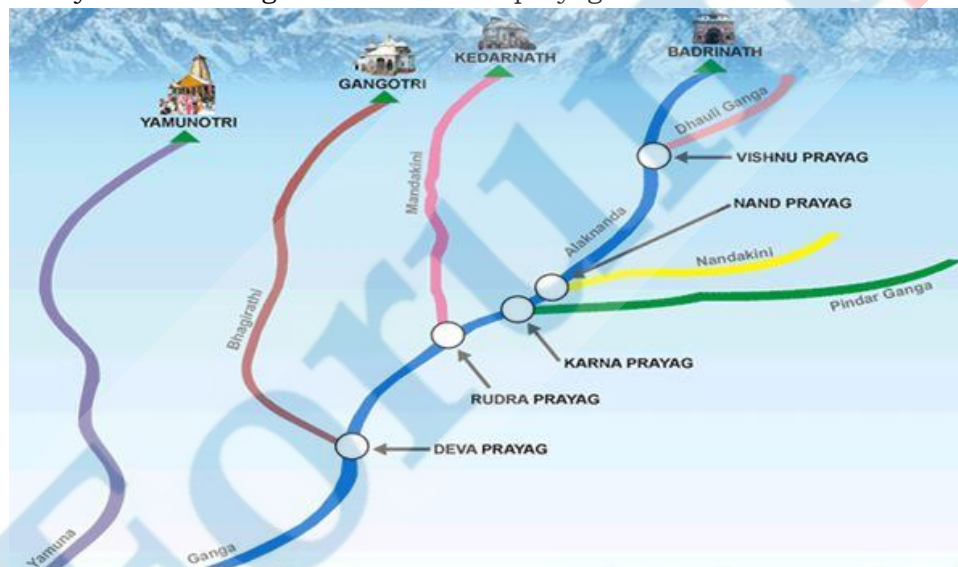 BADRINATH
KEDARNATH
GANGOTRI
YAMUNOTRI
Dhauli Ganga
VISHNU PRAYAG
Mandakini
NAND PRAYAG
Alaknanda
Nandakini
Pindar Ganga
Bhagirathi
KARNA PRAYAG
RUDRA PRAYAG
DEVA PRAYAG
Yamuna
Ganga